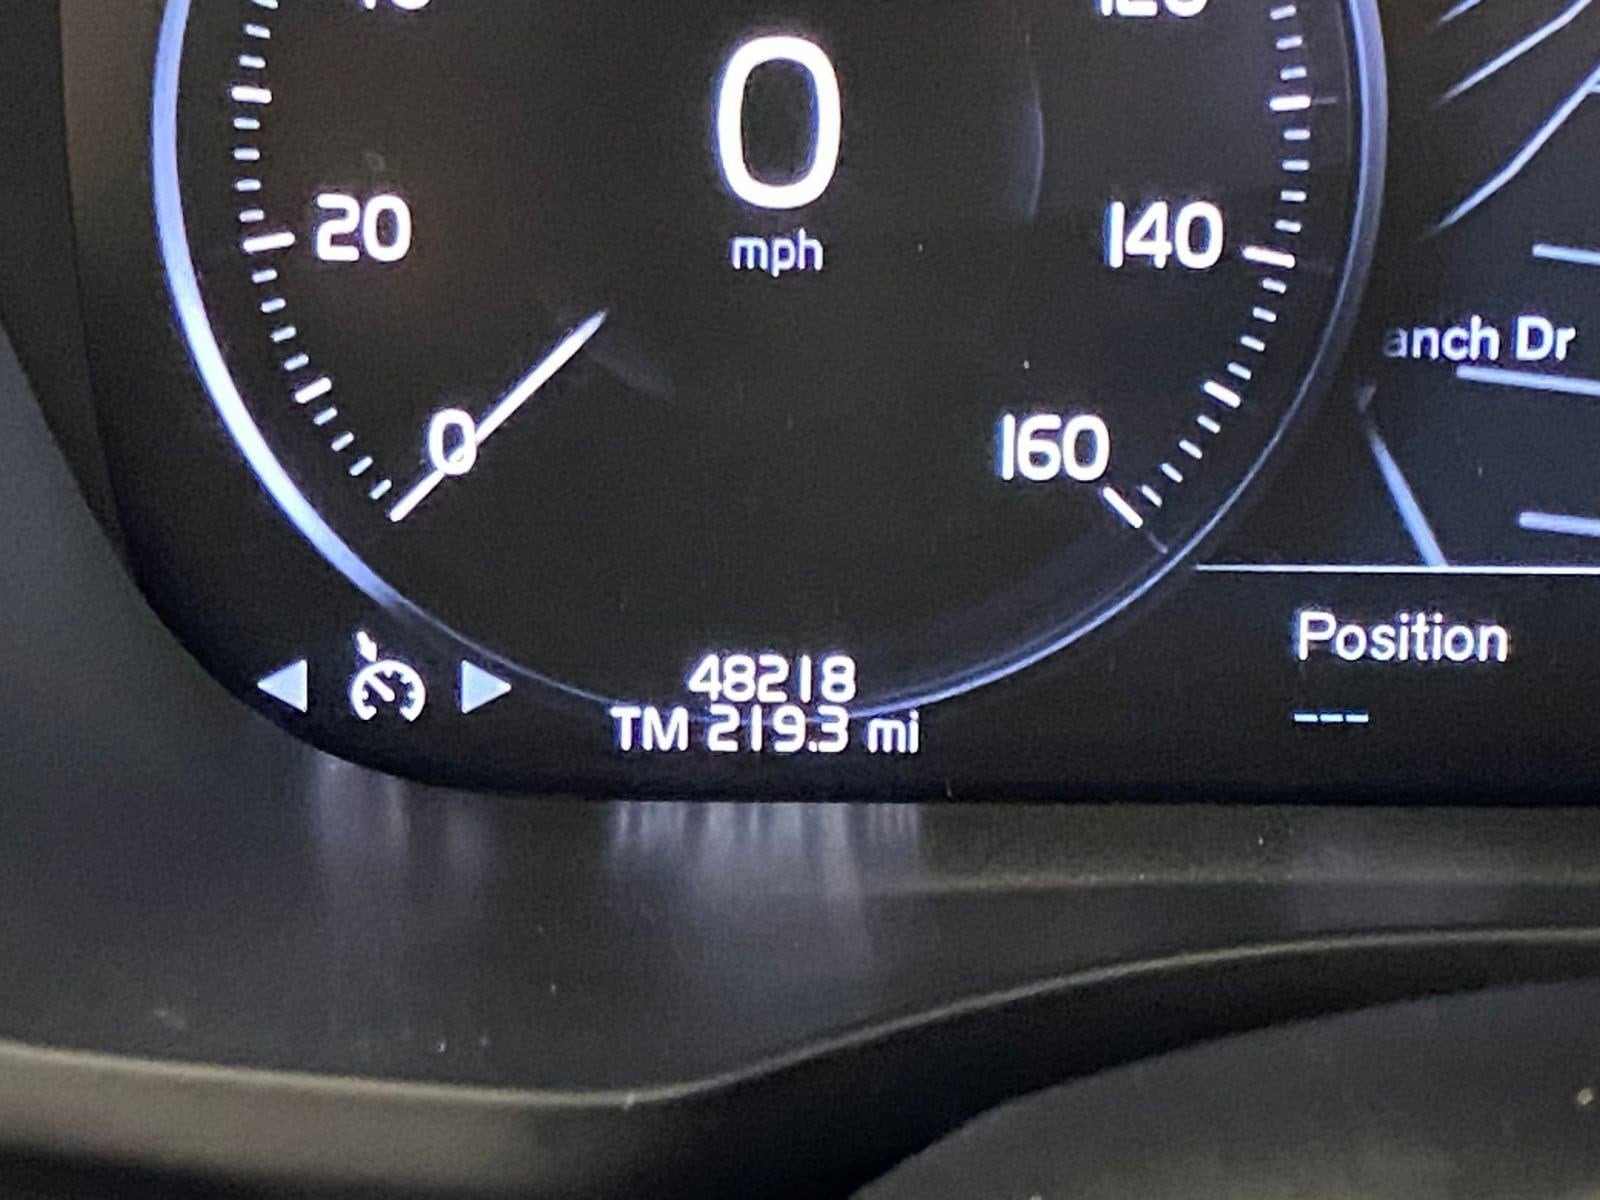 0
mph
20
140
anch Dr
0
160
Position
---
48218
TM 219.3 mi